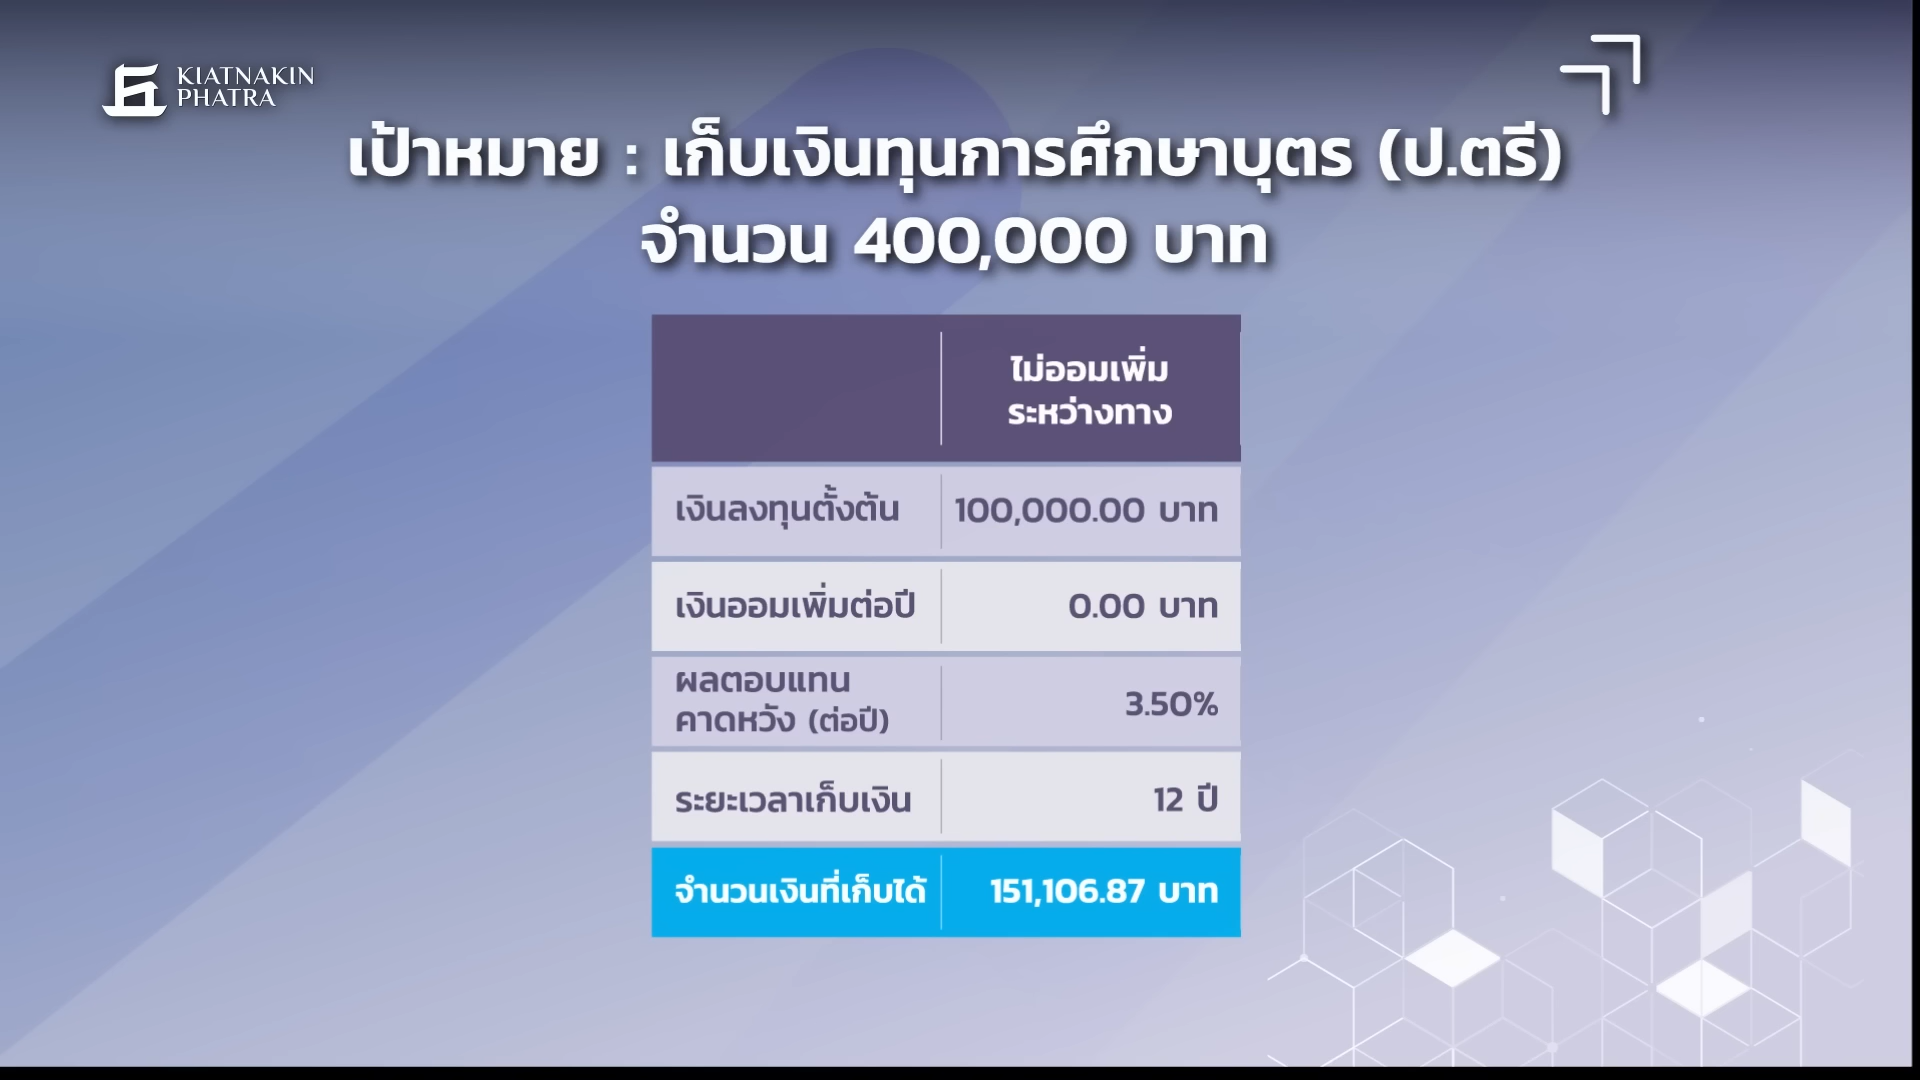 KIATNAKIN
PHATRA
เป้าหมาย : เก็บเงินทุนการศึกษาบุตร (ป.ตรี)
จำนวน 400,000 บาท
ไม่ออมเพิ่ม
ระหว่างทาง
เงินลงทุนตั้งต้น 100,000.00 บาท
เงินออมเพิ่มต่อปี 0.00 บาท
ผลตอบแทน
คาดหวัง (ต่อปี) 3.50%
ระยะเวลาเก็บเงิน 12 ปี
จำนวนเงินที่เก็บได้ 151,106.87 บาท